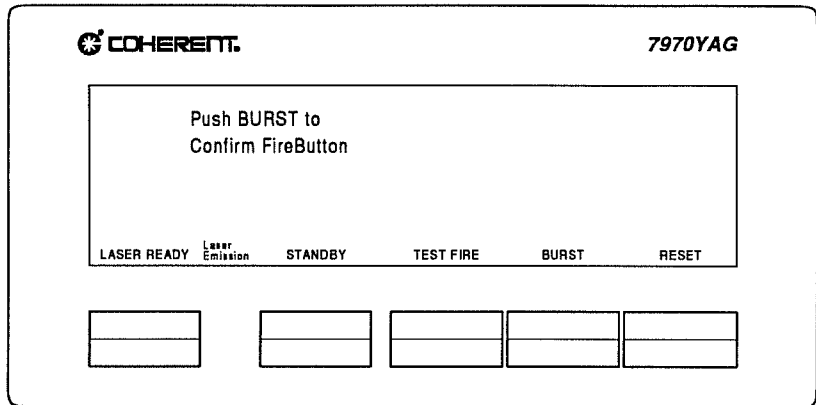 COHERENT. 7970YAG
Push BURST to
Confirm FireButton
LASER READY Laser Emission STANDBY TEST FIRE BURST RESET